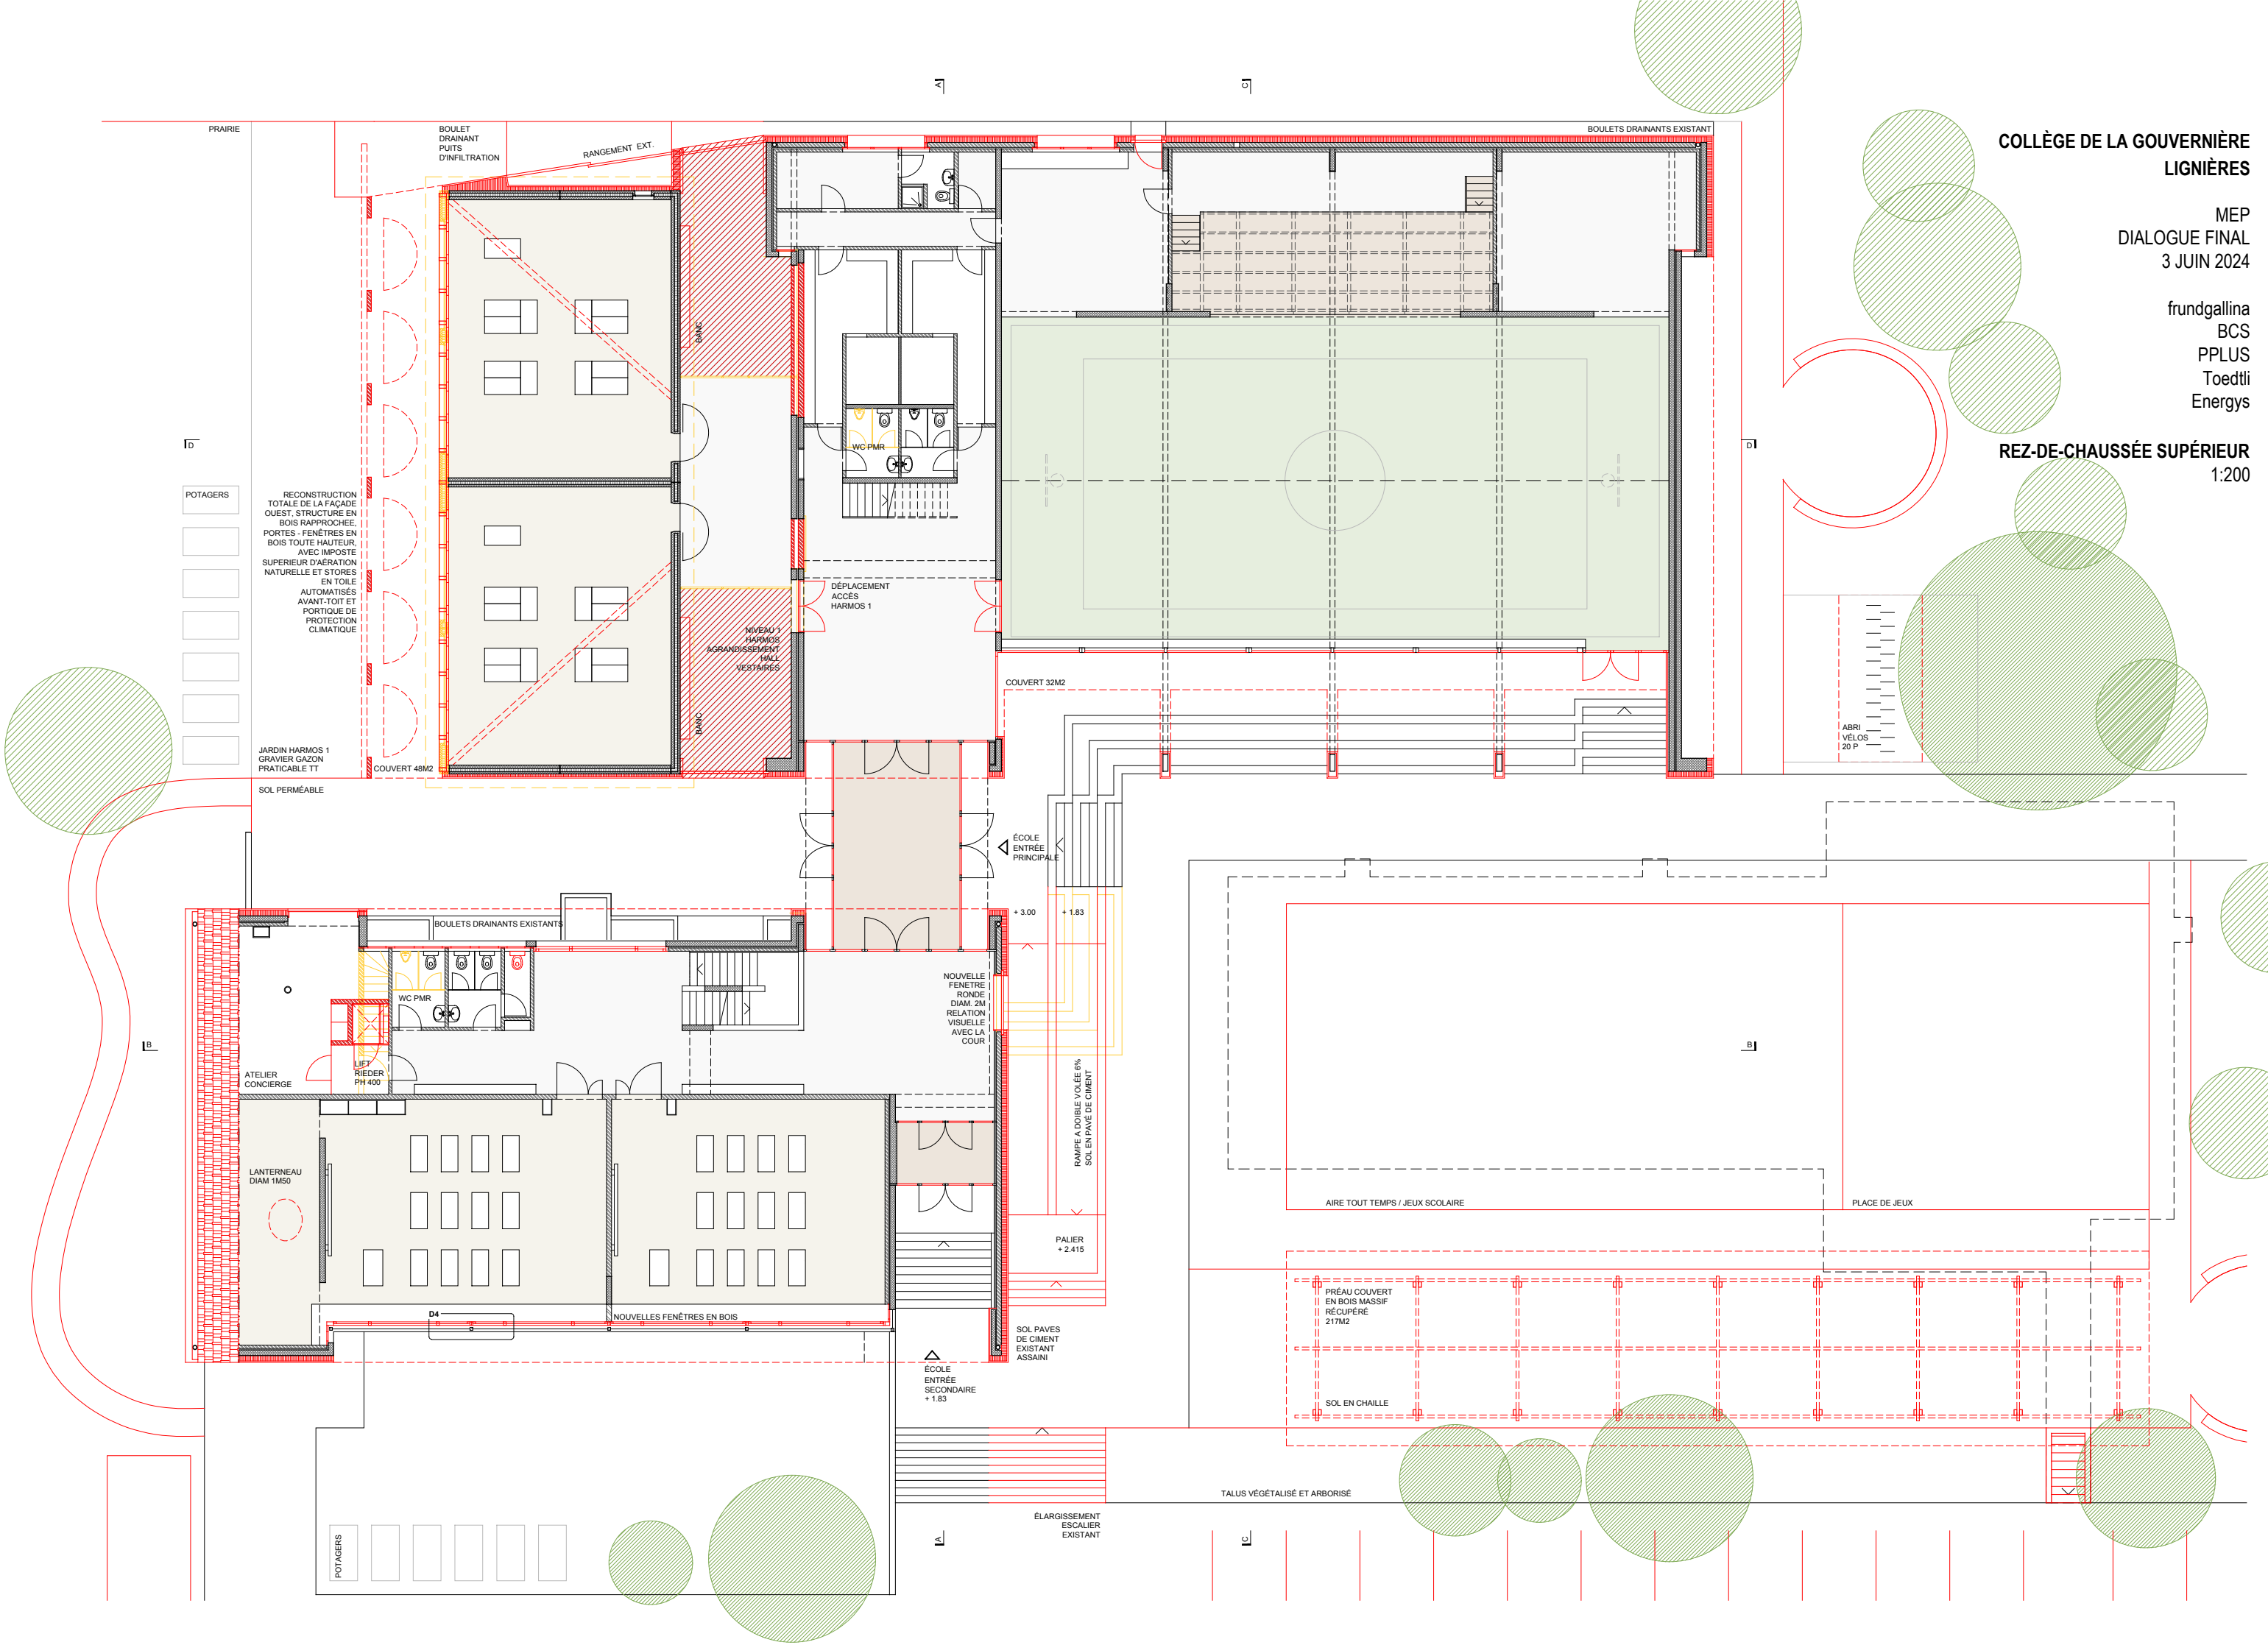 COLLÈGE DE LA GOUVERNIÈRE
LIGNIÈRES
MEP
DIALOGUE FINAL
3 JUIN 2024
frundgallina
BCS
PPLUS
Toedtli
Energys
REZ-DE-CHAUSSÉE SUPÉRIEUR
1:200
A
C
PRAIRIE
BOULET
DRAINANT
PUITS
D'INFILTRATION
RANGEMENT EXT.
BOULETS DRAINANTS EXISTANT
BANC
WC PMR
D
D
POTAGERS
RECONSTRUCTION
TOTALE DE LA FAÇADE
OUEST, STRUCTURE EN
BOIS RAPPROCHEE,
PORTES - FENÊTRES EN
BOIS TOUTE HAUTEUR,
AVEC IMPOSTE
SUPERIEUR D'AÉRATION
NATURELLE ET STORES
EN TOILE
AUTOMATISÉS
AVANT-TOIT ET
PORTIQUE DE
PROTECTION
CLIMATIQUE
DÉPLACEMENT
ACCÈS
HARMOS 1
NIVEAU 1
HARMOS
AGRANDISSEMENT
HALL
VESTIAIRES
BANC
COUVERT 32M2
ABRI
VÉLOS
20 P
JARDIN HARMOS 1
GRAVIER GAZON
PRATICABLE TT
COUVERT 48M2
SOL PERMÉABLE
ÉCOLE
ENTRÉE
PRINCIPALE
BOULETS DRAINANTS EXISTANTS
+ 3.00
+ 1.83
WC PMR
NOUVELLE
FENETRE
RONDE
DIAM. 2M
RELATION
VISUELLE
AVEC LA
COUR
B
B
LIFT
RIEDER
PH 400
ATELIER
CONCIERGE
RAMPE A DOIBLE VOLÉE 6%
SOL EN PAVÉ DE CIMENT
LANTERNEAU
DIAM 1M50
AIRE TOUT TEMPS / JEUX SCOLAIRE
PLACE DE JEUX
PALIER
+ 2.415
PRÉAU COUVERT
EN BOIS MASSIF
RÉCUPÉRÉ
217M2
D4
NOUVELLES FENÊTRES EN BOIS
SOL PAVES
DE CIMENT
EXISTANT
ASSAINI
ÉCOLE
ENTRÉE
SECONDAIRE
+ 1.83
SOL EN CHAILLE
TALUS VÉGÉTALISÉ ET ARBORISÉ
ÉLARGISSEMENT
ESCALIER
EXISTANT
POTAGERS
A
C